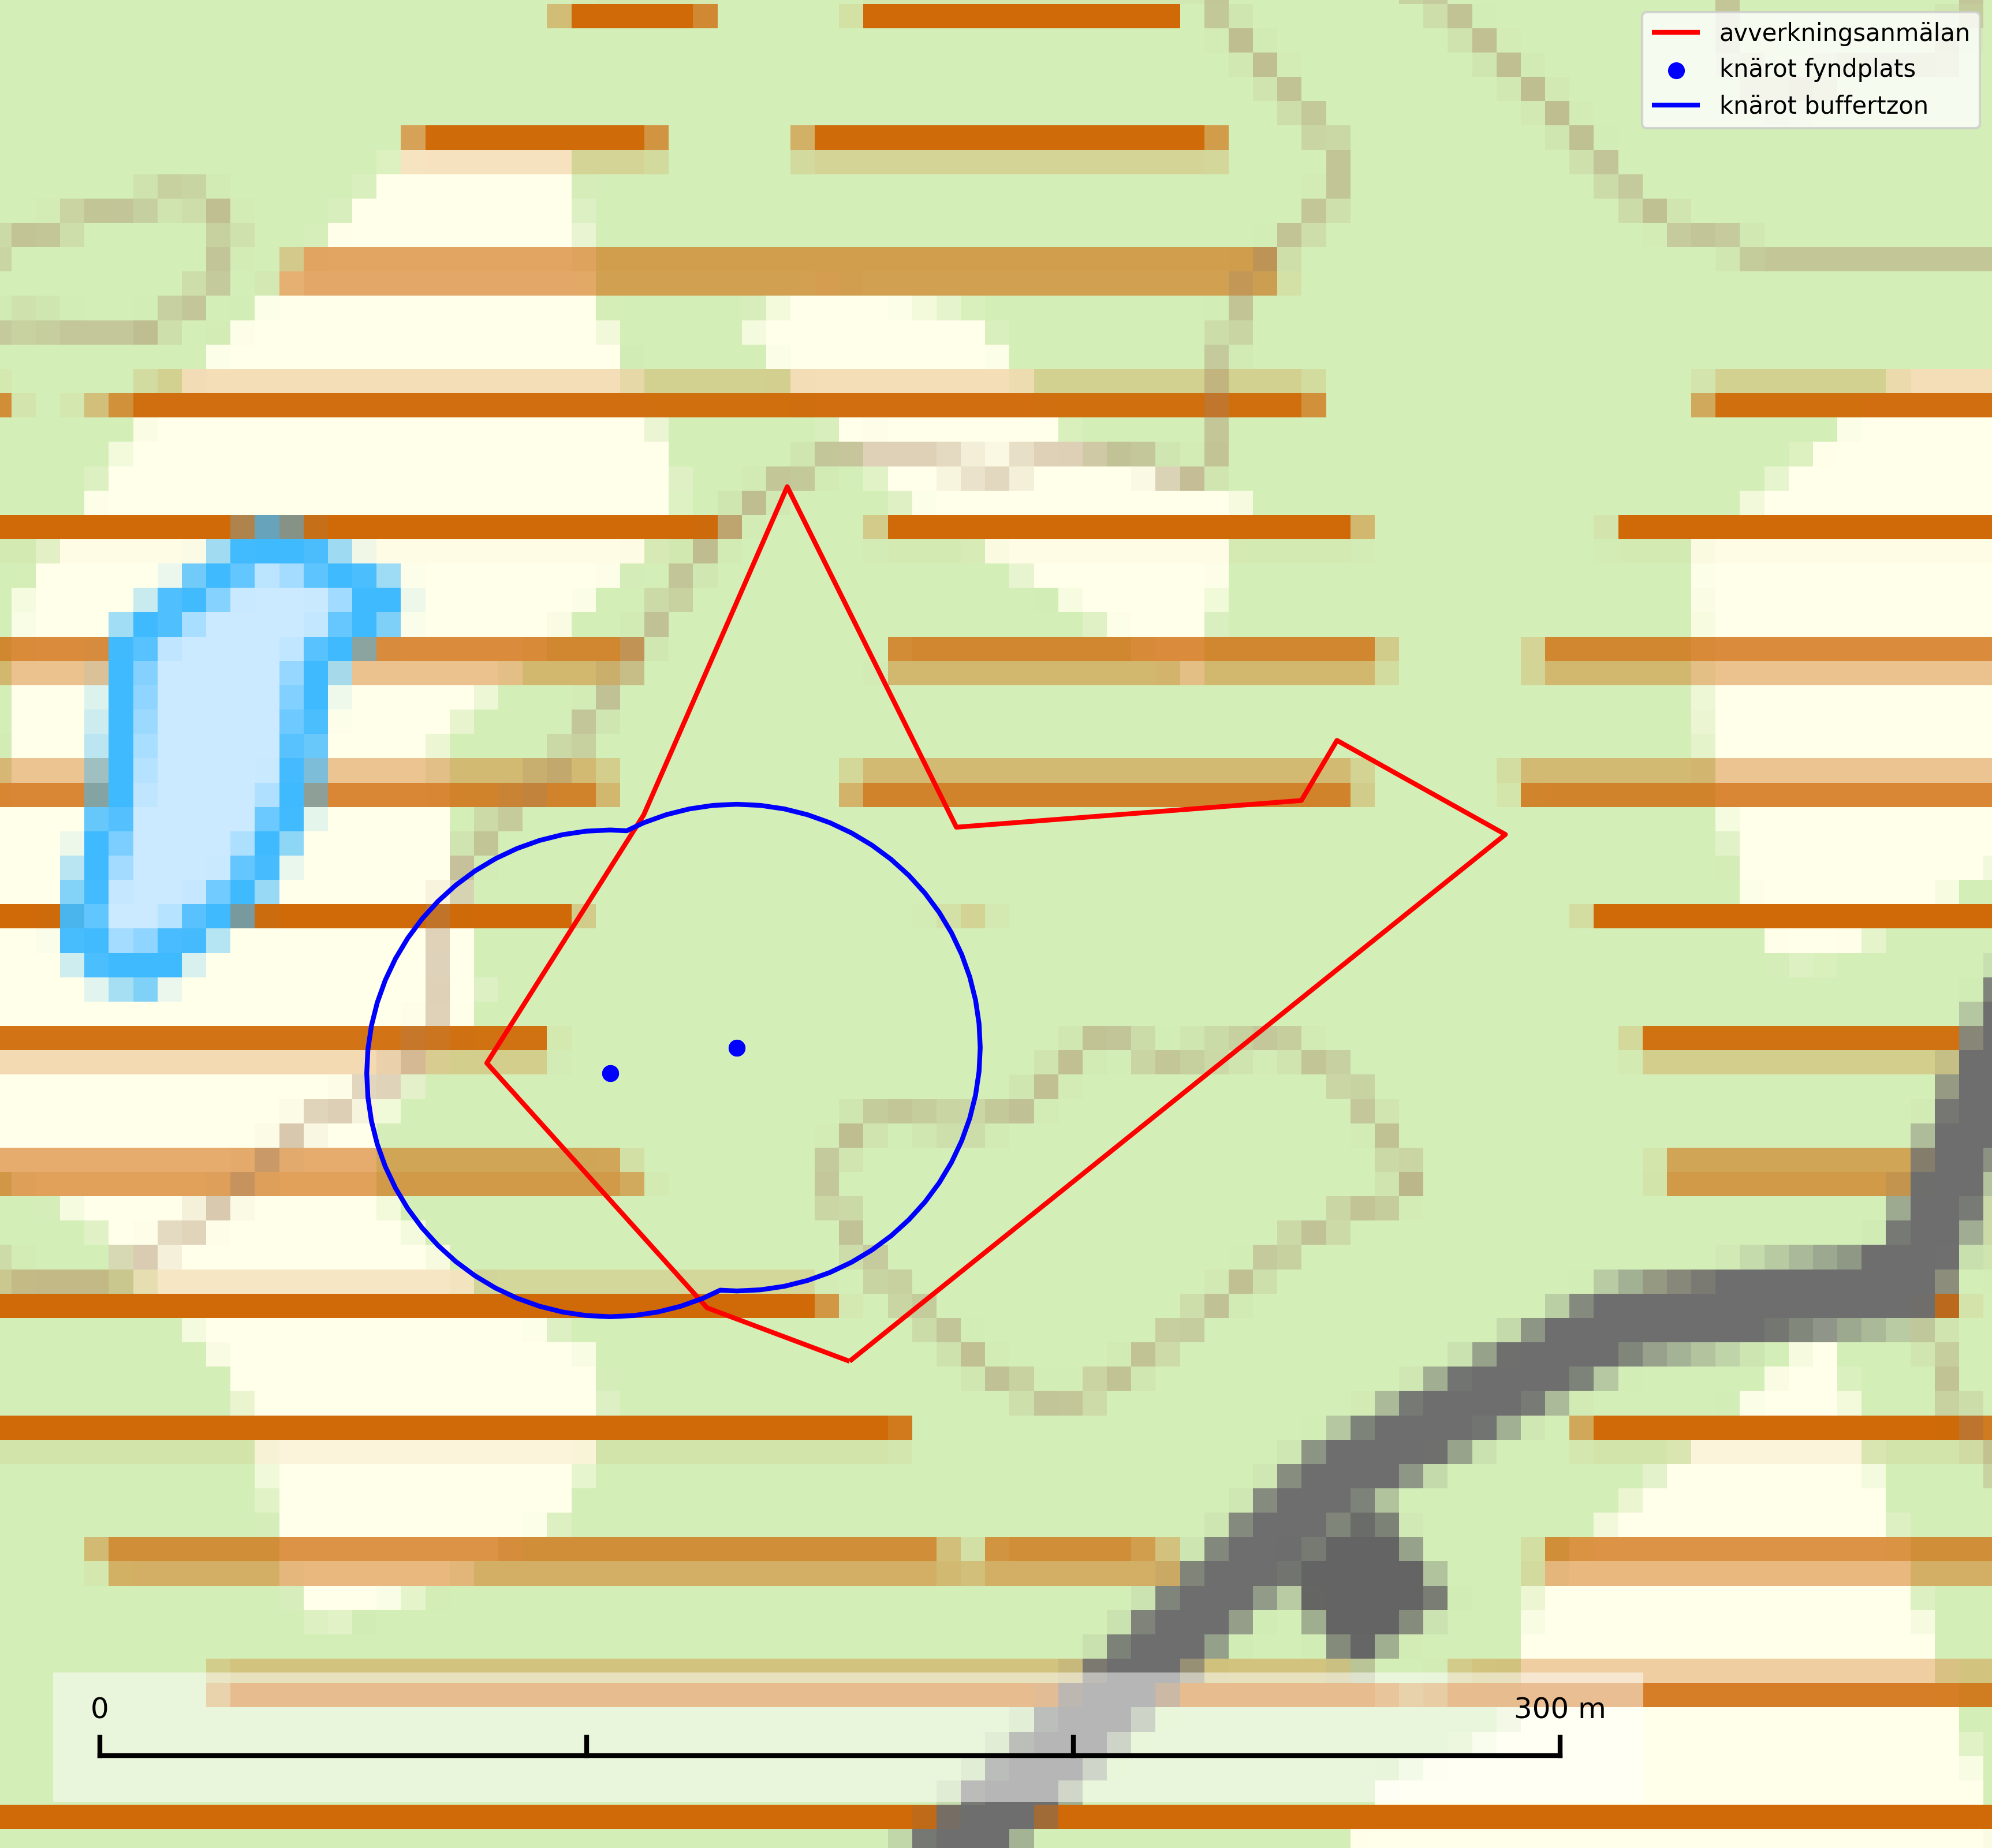 avverkningsanmälan
knärot fyndplats
knärot buffertzon
0 300 m